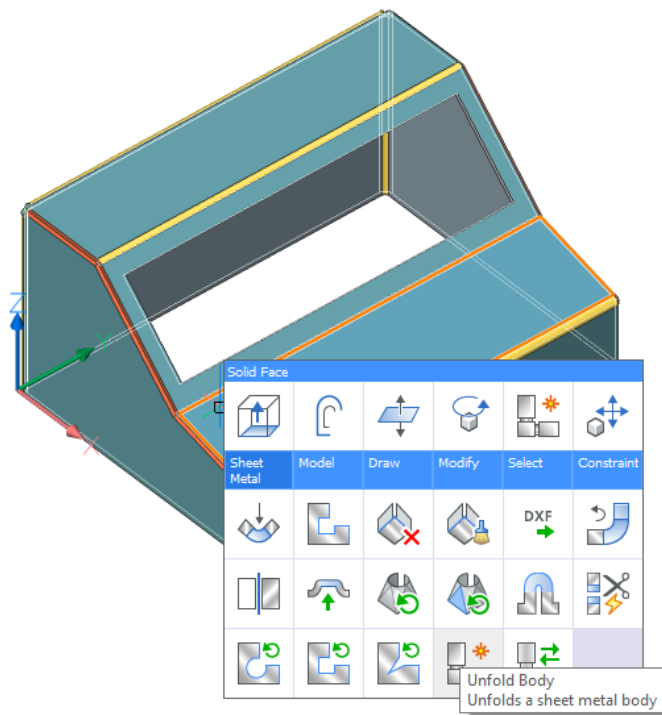 Z
Y
X
Solid Face
Sheet Metal
Model
Draw
Modify
Select
Constraint
DXF
Unfold Body
Unfolds a sheet metal body